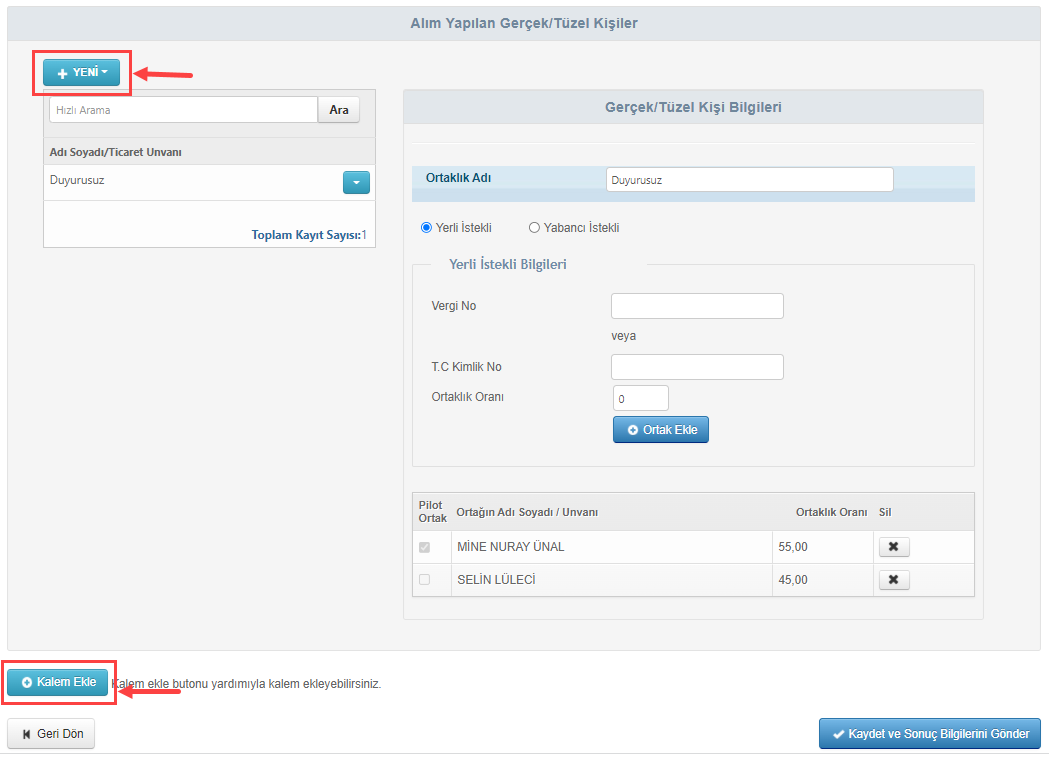 Alım Yapılan Gerçek/Tüzel Kişiler
YENİ
Hızlı Arama
Ara
Adı Soyadı/Ticaret Unvanı
Duyurusuz
Toplam Kayıt Sayısı:1
Gerçek/Tüzel Kişi Bilgileri
Ortaklık Adı
Duyurusuz
Yerli İstekli
Yabancı İstekli
Yerli İstekli Bilgileri
Vergi No
veya
T.C Kimlik No
Ortaklık Oranı
0
Ortak Ekle
Pilot Ortak
Ortağın Adı Soyadı / Unvanı
Ortaklık Oranı
Sil
MİNE NURAY ÜNAL
55,00
SELİN LÜLECİ
45,00
Kalem Ekle
Kalem ekle butonu yardımıyla kalem ekleyebilirsiniz.
Geri Dön
Kaydet ve Sonuç Bilgilerini Gönder